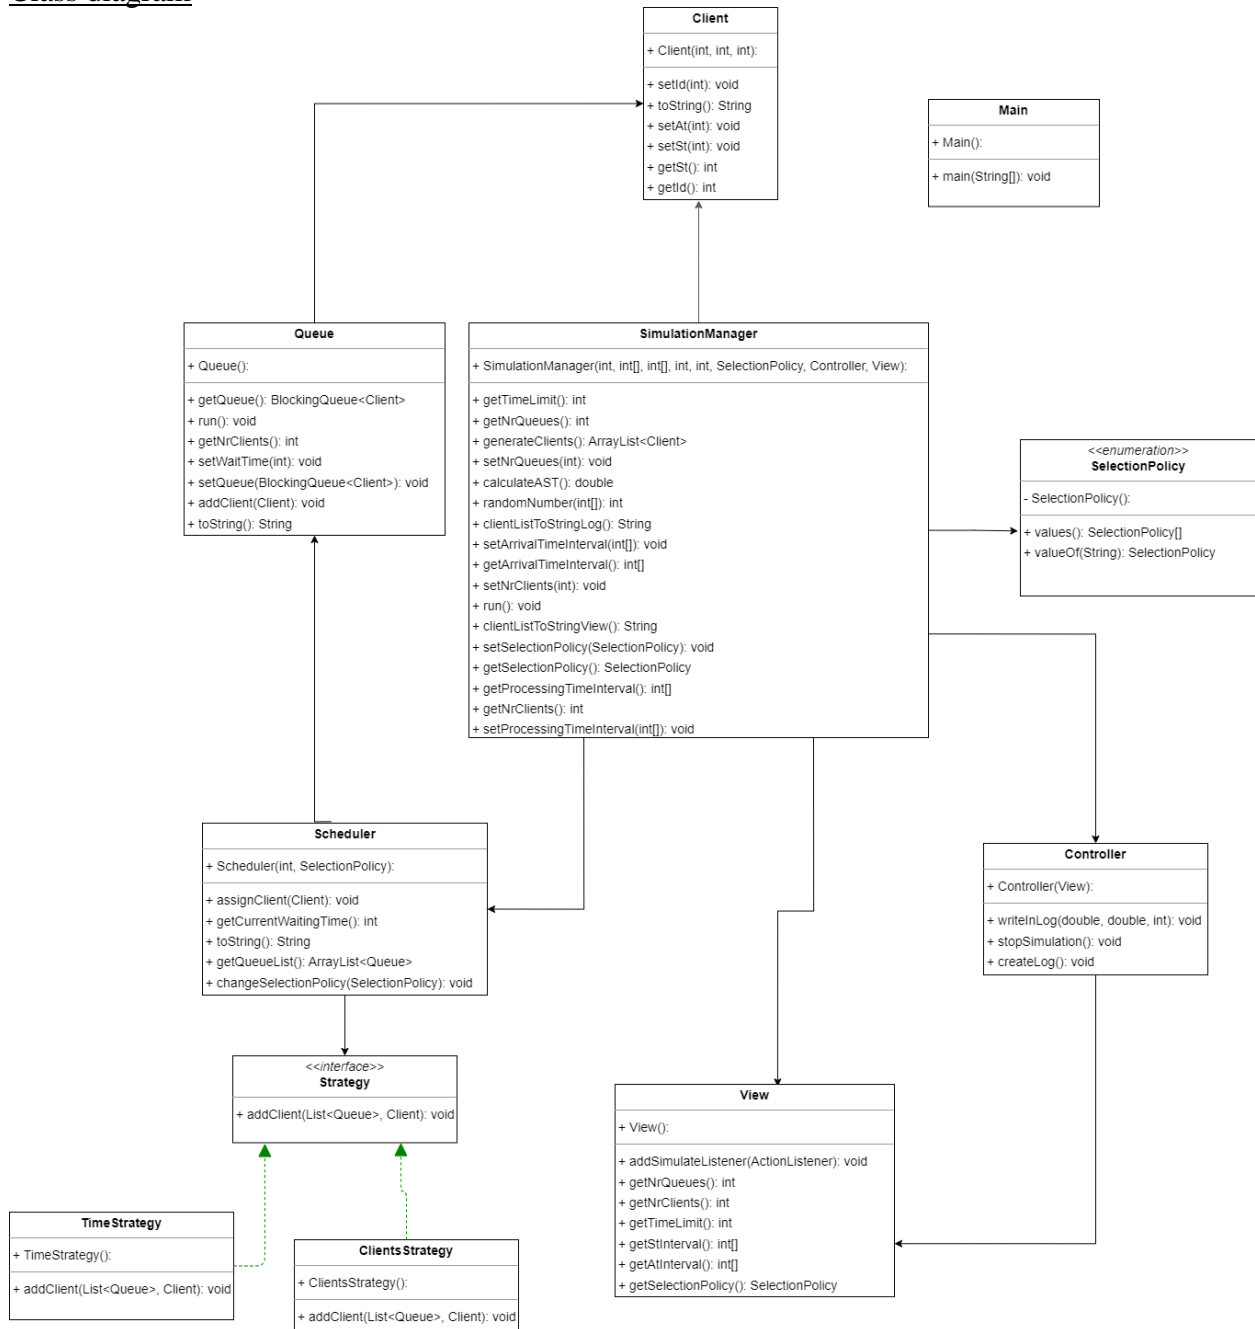 Class diagram
Client
+ Client(int, int, int):
+ setId(int): void
+ toString(): String
+ setAt(int): void
+ setSt(int): void
+ getSt(): int
+ getId(): int
Main
+ Main():
+ main(String[]): void
Queue
+ Queue():
+ getQueue(): BlockingQueue<Client>
+ run(): void
+ getNrClients(): int
+ setWaitTime(int): void
+ setQueue(BlockingQueue<Client>): void
+ addClient(Client): void
+ toString(): String
SimulationManager
+ SimulationManager(int, int[], int[], int, int, SelectionPolicy, Controller, View):
+ getTimeLimit(): int
+ getNrQueues(): int
+ generateClients(): ArrayList<Client>
+ setNrQueues(int): void
+ calculateAST(): double
+ randomNumber(int[]): int
+ clientListToStringLog(): String
+ setArrivalTimeInterval(int[]): void
+ getArrivalTimeInterval(): int[]
+ setNrClients(int): void
+ run(): void
+ clientListToStringView(): String
+ setSelectionPolicy(SelectionPolicy): void
+ getSelectionPolicy(): SelectionPolicy
+ getProcessingTimeInterval(): int[]
+ getNrClients(): int
+ setProcessingTimeInterval(int[]): void
<<enumeration>>
SelectionPolicy
- SelectionPolicy():
+ values(): SelectionPolicy[]
+ valueOf(String): SelectionPolicy
Scheduler
+ Scheduler(int, SelectionPolicy):
+ assignClient(Client): void
+ getCurrentWaitingTime(): int
+ toString(): String
+ getQueueList(): ArrayList<Queue>
+ changeSelectionPolicy(SelectionPolicy): void
Controller
+ Controller(View):
+ writeInLog(double, double, int): void
+ stopSimulation(): void
+ createLog(): void
<<interface>>
Strategy
+ addClient(List<Queue>, Client): void
View
+ View():
+ addSimulateListener(ActionListener): void
+ getNrQueues(): int
+ getNrClients(): int
+ getTimeLimit(): int
+ getStInterval(): int[]
+ getAtInterval(): int[]
+ getSelectionPolicy(): SelectionPolicy
TimeStrategy
+ TimeStrategy():
+ addClient(List<Queue>, Client): void
ClientsStrategy
+ ClientsStrategy():
+ addClient(List<Queue>, Client): void